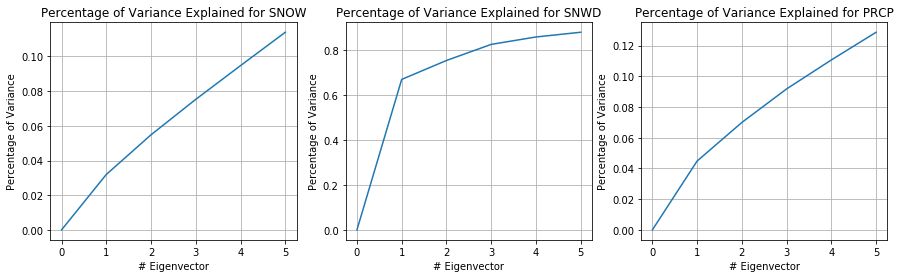 Percentage of Variance Explained for SNOW
Percentage of Variance
0.10
0.08
0.06
0.04
0.02
0.00
0 1 2 3 4 5
# Eigenvector
Percentage of Variance Explained for SNWD
Percentage of Variance
0.8
0.6
0.4
0.2
0.0
0 1 2 3 4 5
# Eigenvector
Percentage of Variance Explained for PRCP
Percentage of Variance
0.12
0.10
0.08
0.06
0.04
0.02
0.00
0 1 2 3 4 5
# Eigenvector